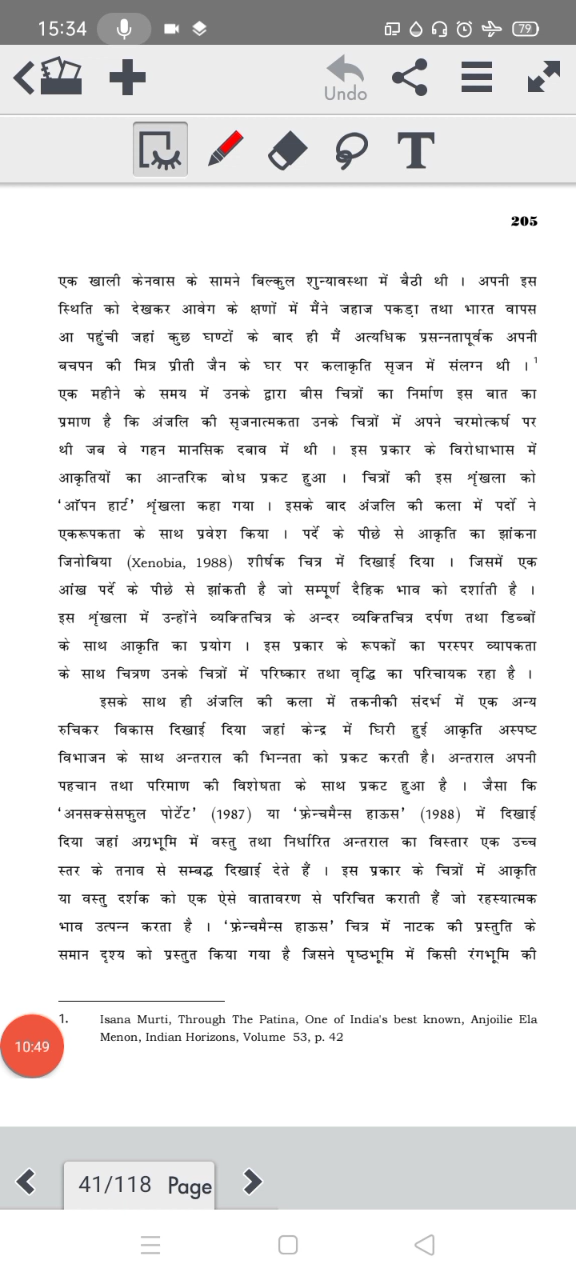 15:34
79
Undo
T
205
एक खाली केनवास के सामने बिल्कुल शुन्यावस्था में बैठी थी । अपनी इस
स्थिति को देखकर आवेग के क्षणों में मैंने जहाज पकड़ा तथा भारत वापस
आ पहुंची जहां कुछ घण्टों के बाद ही मैं अत्यधिक प्रसन्नतापूर्वक अपनी
बचपन की मित्र प्रीती जैन के घर पर कलाकृति सृजन में संलग्न थी ।1
एक महीने के समय में उनके द्वारा बीस चित्रों का निर्माण इस बात का
प्रमाण है कि अंजलि की सृजनात्मकता उनके चित्रों में अपने चरमोत्कर्ष पर
थी जब वे गहन मानसिक दबाव में थी । इस प्रकार के विरोधाभास में
आकृतियों का आन्तरिक बोध प्रकट हुआ । चित्रों की इस शृंखला को
‘ऑपन हार्ट’ शृंखला कहा गया । इसके बाद अंजलि की कला में पर्दो ने
एकरूपकता के साथ प्रवेश किया । पर्दे के पीछे से आकृति का झांकना
जिनोबिया (Xenobia, 1988) शीर्षक चित्र में दिखाई दिया । जिसमें एक
आंख पर्दे के पीछे से झांकती है जो सम्पूर्ण दैहिक भाव को दर्शाती है ।
इस शृंखला में उन्होंने व्यक्तिचित्र के अन्दर व्यक्तिचित्र दर्पण तथा डिब्बों
के साथ आकृति का प्रयोग । इस प्रकार के रूपकों का परस्पर व्यापकता
के साथ चित्रण उनके चित्रों में परिष्कार तथा वृद्धि का परिचायक रहा है ।
इसके साथ ही अंजलि की कला में तकनीकी संदर्भ में एक अन्य
रुचिकर विकास दिखाई दिया जहां केन्द्र में घिरी हुई आकृति अस्पष्ट
विभाजन के साथ अन्तराल की भिन्नता को प्रकट करती है। अन्तराल अपनी
पहचान तथा परिमाण की विशेषता के साथ प्रकट हुआ है । जैसा कि
‘अनसक्सेसफुल पोर्टेट’ (1987) या ‘फ्रेन्चमैन्स हाऊस’ (1988) में दिखाई
दिया जहां अग्रभूमि में वस्तु तथा निर्धारित अन्तराल का विस्तार एक उच्च
स्तर के तनाव से सम्बद्ध दिखाई देते हैं । इस प्रकार के चित्रों में आकृति
या वस्तु दर्शक को एक ऐसे वातावरण से परिचित कराती हैं जो रहस्यात्मक
भाव उत्पन्न करता है । ‘फ्रेन्चमैन्स हाऊस’ चित्र में नाटक की प्रस्तुति के
समान दृश्य को प्रस्तुत किया गया है जिसने पृष्ठभूमि में किसी रंगभूमि की
1. Isana Murti, Through The Patina, One of India's best known, Anjoilie Ela
Menon, Indian Horizons, Volume 53, p. 42
10:49
41/118 Page